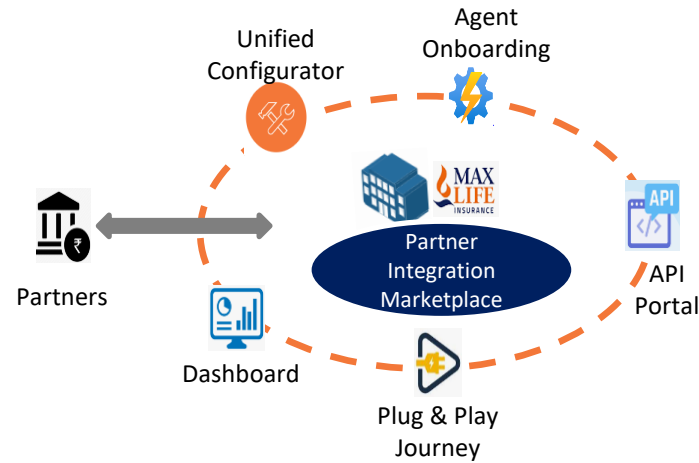 Agent
Onboarding
Unified
Configurator
MAX
LIFE
INSURANCE
API
</>
₹
Partner
Integration
Marketplace
Partners
API
Portal
Dashboard
Plug & Play
Journey